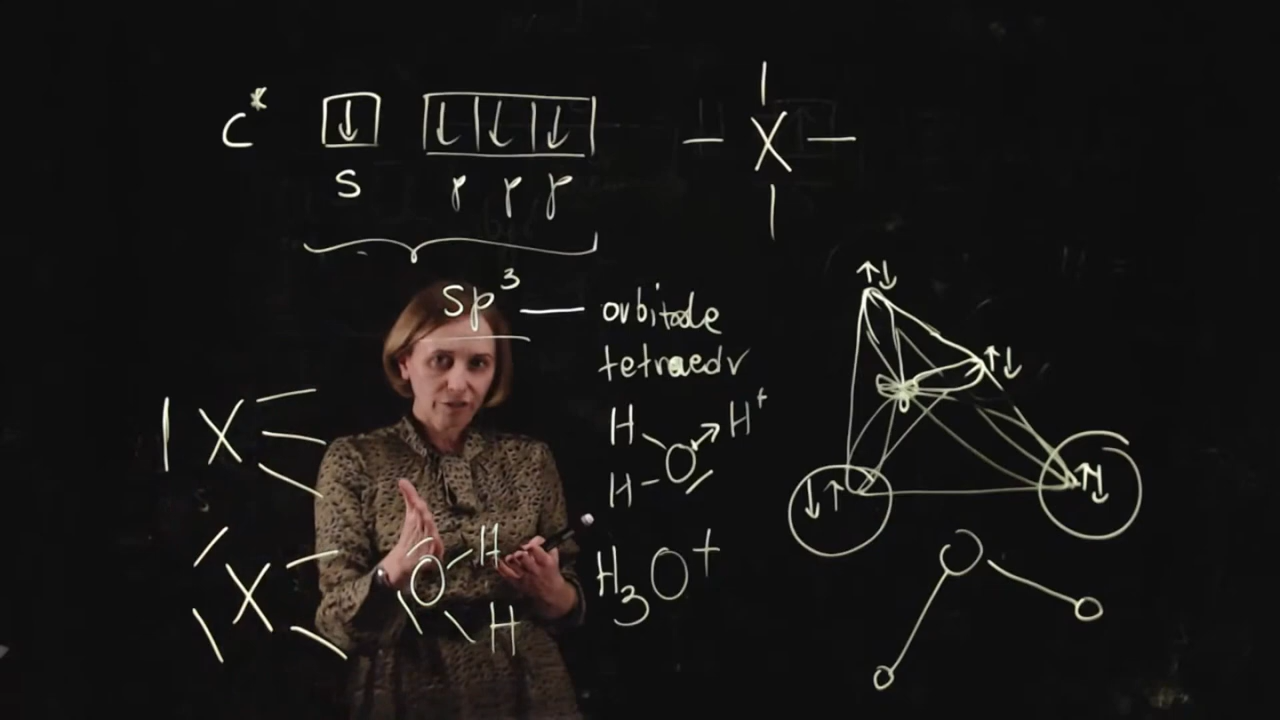 C*
↓ ↓ ↓ ↓
S p p p
X
sp³ — orbitale
tetraedr
↑↓
↑↓
↓↑
↑↓
X
H
H
O → H⁺
X
O H
H
H₃O⁺